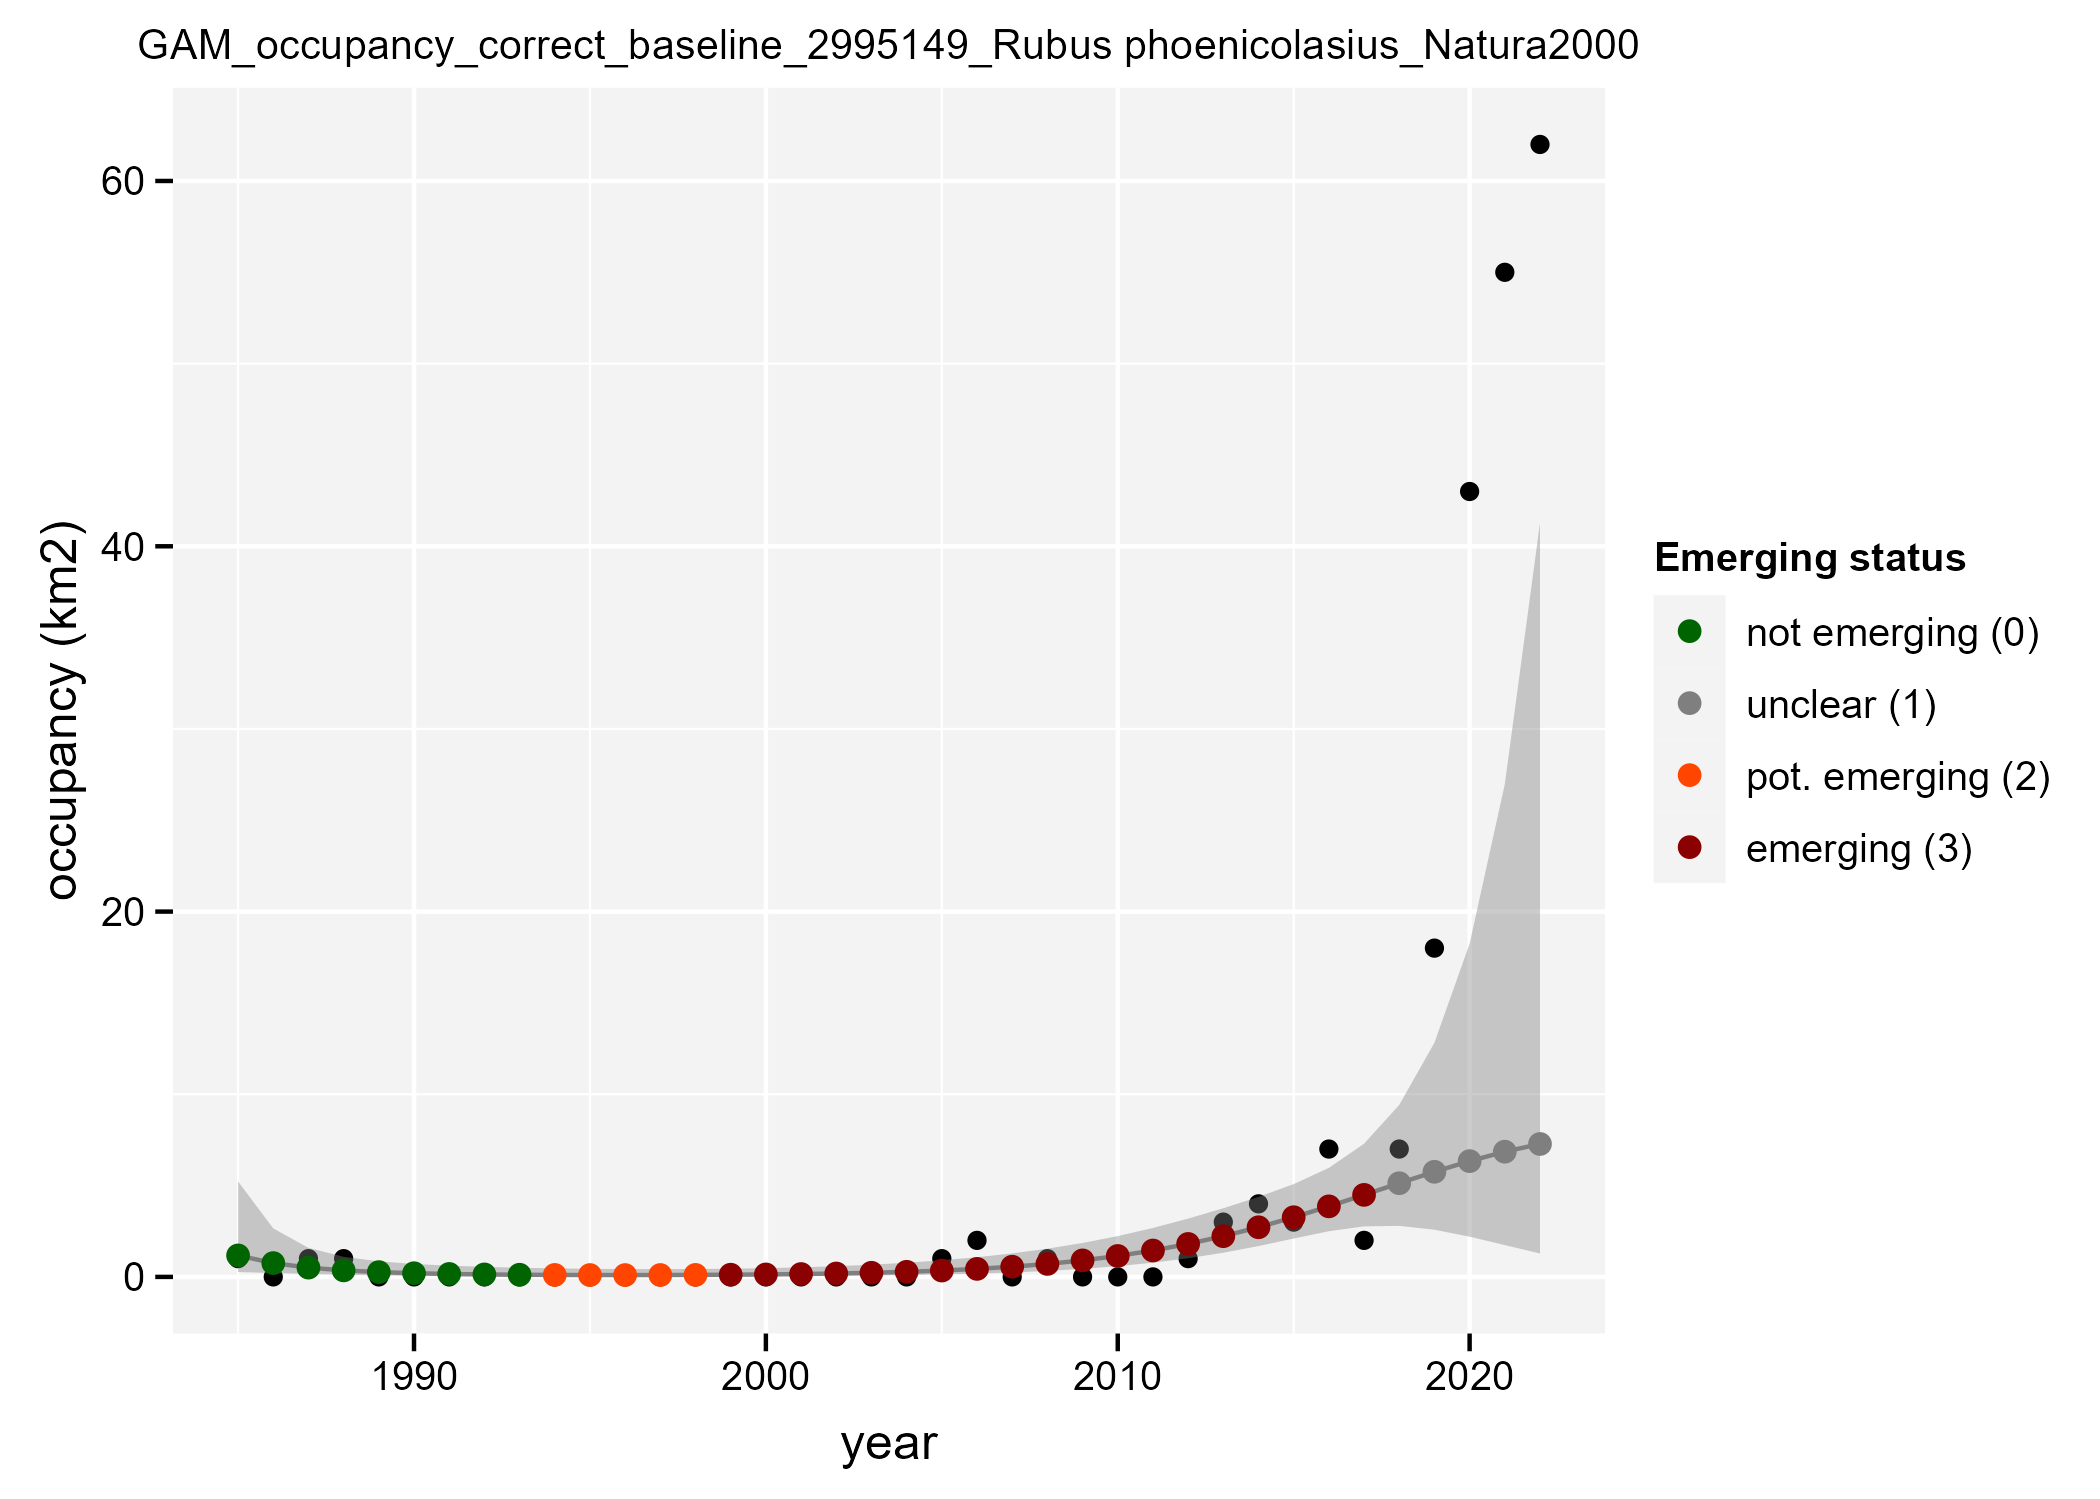 GAM_occupancy_correct_baseline_2995149_Rubus phoenicolasius_Natura2000
60
40
20
0
occupancy (km2)
1990
2000
2010
2020
year
Emerging status
not emerging (0)
unclear (1)
pot. emerging (2)
emerging (3)